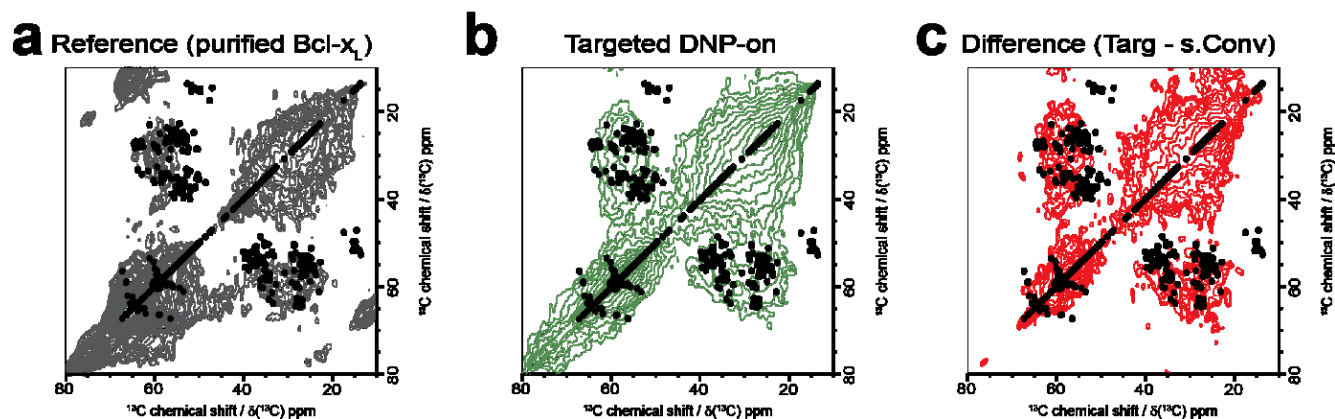 a Reference (purified Bcl-xL)
b Targeted DNP-on
c Difference (Targ - s.Conv)
20
40
60
80
¹³C chemical shift / δ(¹³C) ppm
80 60 40 20
¹³C chemical shift / δ(¹³C) ppm
20
40
60
80
¹³C chemical shift / δ(¹³C) ppm
80 60 40 20
¹³C chemical shift / δ(¹³C) ppm
20
40
60
80
¹³C chemical shift / δ(¹³C) ppm
80 60 40 20
¹³C chemical shift / δ(¹³C) ppm